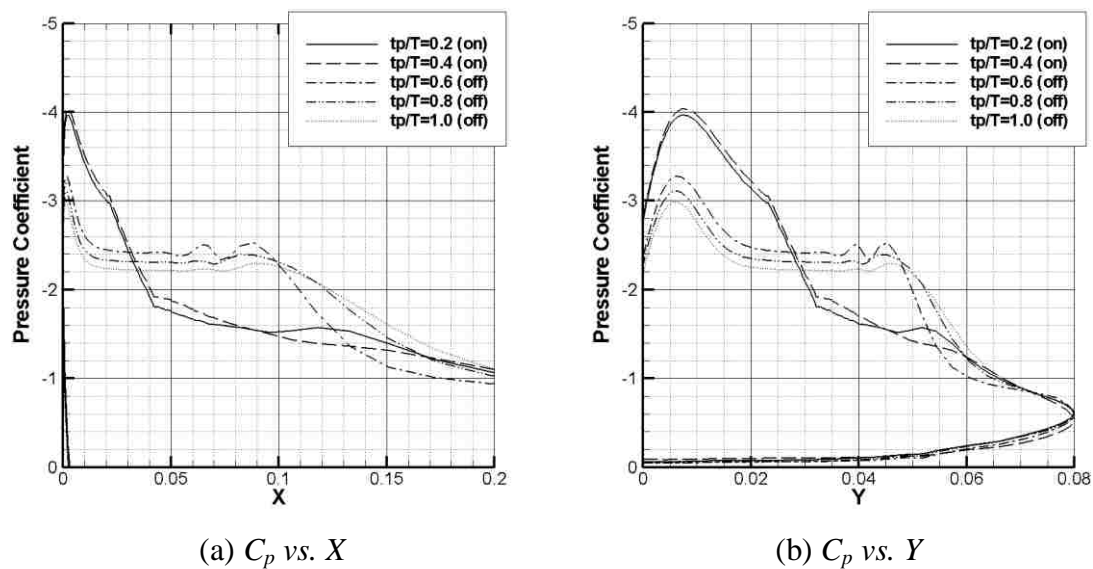 -5
-4
-3
-2
-1
0
Pressure Coefficient
0
0.05
0.1
0.15
0.2
X
tp/T=0.2 (on)
tp/T=0.4 (on)
tp/T=0.6 (off)
tp/T=0.8 (off)
tp/T=1.0 (off)
(a) Cp vs. X
-5
-4
-3
-2
-1
0
Pressure Coefficient
0
0.02
0.04
0.06
0.08
Y
tp/T=0.2 (on)
tp/T=0.4 (on)
tp/T=0.6 (off)
tp/T=0.8 (off)
tp/T=1.0 (off)
(b) Cp vs. Y